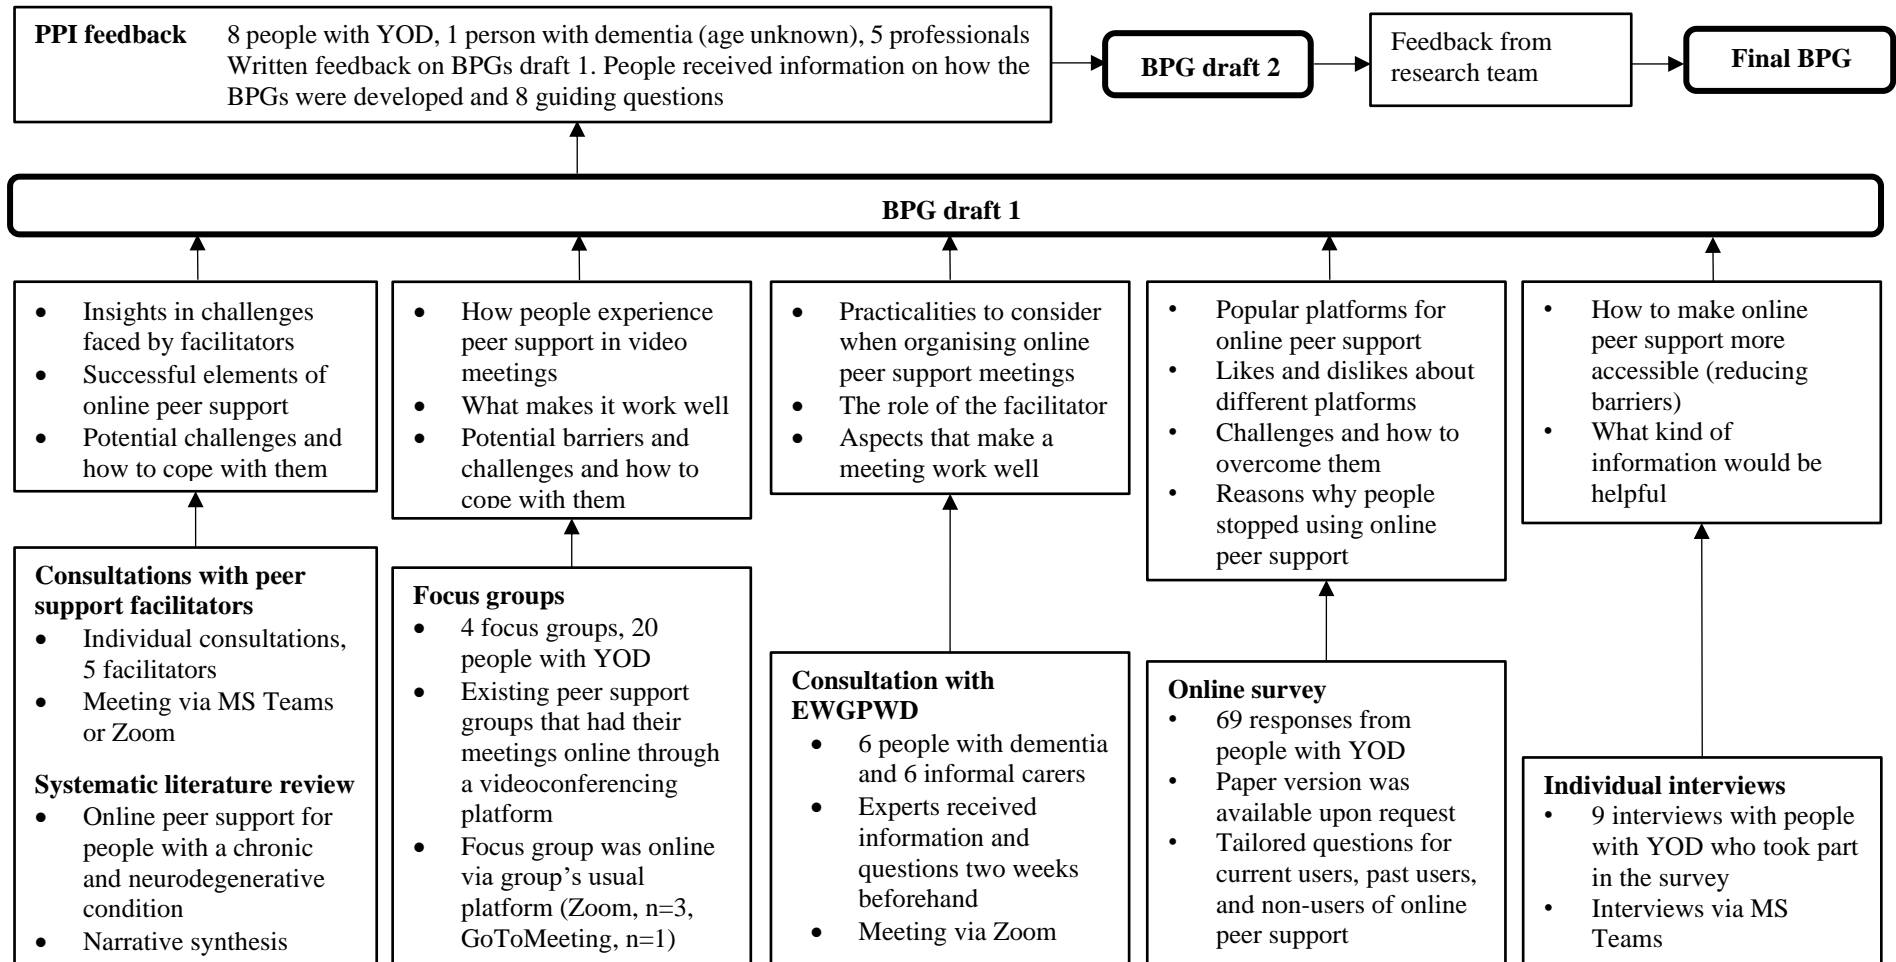 PPI feedback 8 people with YOD, 1 person with dementia (age unknown), 5 professionals
Written feedback on BPGs draft 1. People received information on how the
BPGs were developed and 8 guiding questions
BPG draft 2
Feedback from
research team
Final BPG
BPG draft 1
• Insights in challenges
faced by facilitators
• Successful elements of
online peer support
• Potential challenges and
how to cope with them
• How people experience
peer support in video
meetings
• What makes it work well
• Potential barriers and
challenges and how to
cope with them
• Practicalities to consider
when organising online
peer support meetings
• The role of the facilitator
• Aspects that make a
meeting work well
• Popular platforms for
online peer support
• Likes and dislikes about
different platforms
• Challenges and how to
overcome them
• Reasons why people
stopped using online
peer support
• How to make online
peer support more
accessible (reducing
barriers)
• What kind of
information would be
helpful
Consultations with peer
support facilitators
• Individual consultations,
5 facilitators
• Meeting via MS Teams
or Zoom
Systematic literature review
• Online peer support for
people with a chronic
and neurodegenerative
condition
• Narrative synthesis
Focus groups
• 4 focus groups, 20
people with YOD
• Existing peer support
groups that had their
meetings online through
a videoconferencing
platform
• Focus group was online
via group’s usual
platform (Zoom, n=3,
GoToMeeting, n=1)
Consultation with
EWGPWD
• 6 people with dementia
and 6 informal carers
• Experts received
information and
questions two weeks
beforehand
• Meeting via Zoom
Online survey
• 69 responses from
people with YOD
• Paper version was
available upon request
• Tailored questions for
current users, past users,
and non-users of online
peer support
Individual interviews
• 9 interviews with people
with YOD who took part
in the survey
• Interviews via MS
Teams